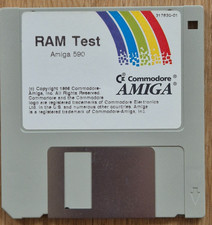 317830-01
RAM Test
Amiga 590
Commodore
AMIGA
(c) Copyright 1988 Commodore-
Amiga, Inc. All Rights Reserved.
Commodore and the Commodore
logo are registered trademarks of Commodore Electronics
Ltd. in the U.S. and numerous other countries. Amiga
is a registered trademark of Commodore-Amiga, Inc.